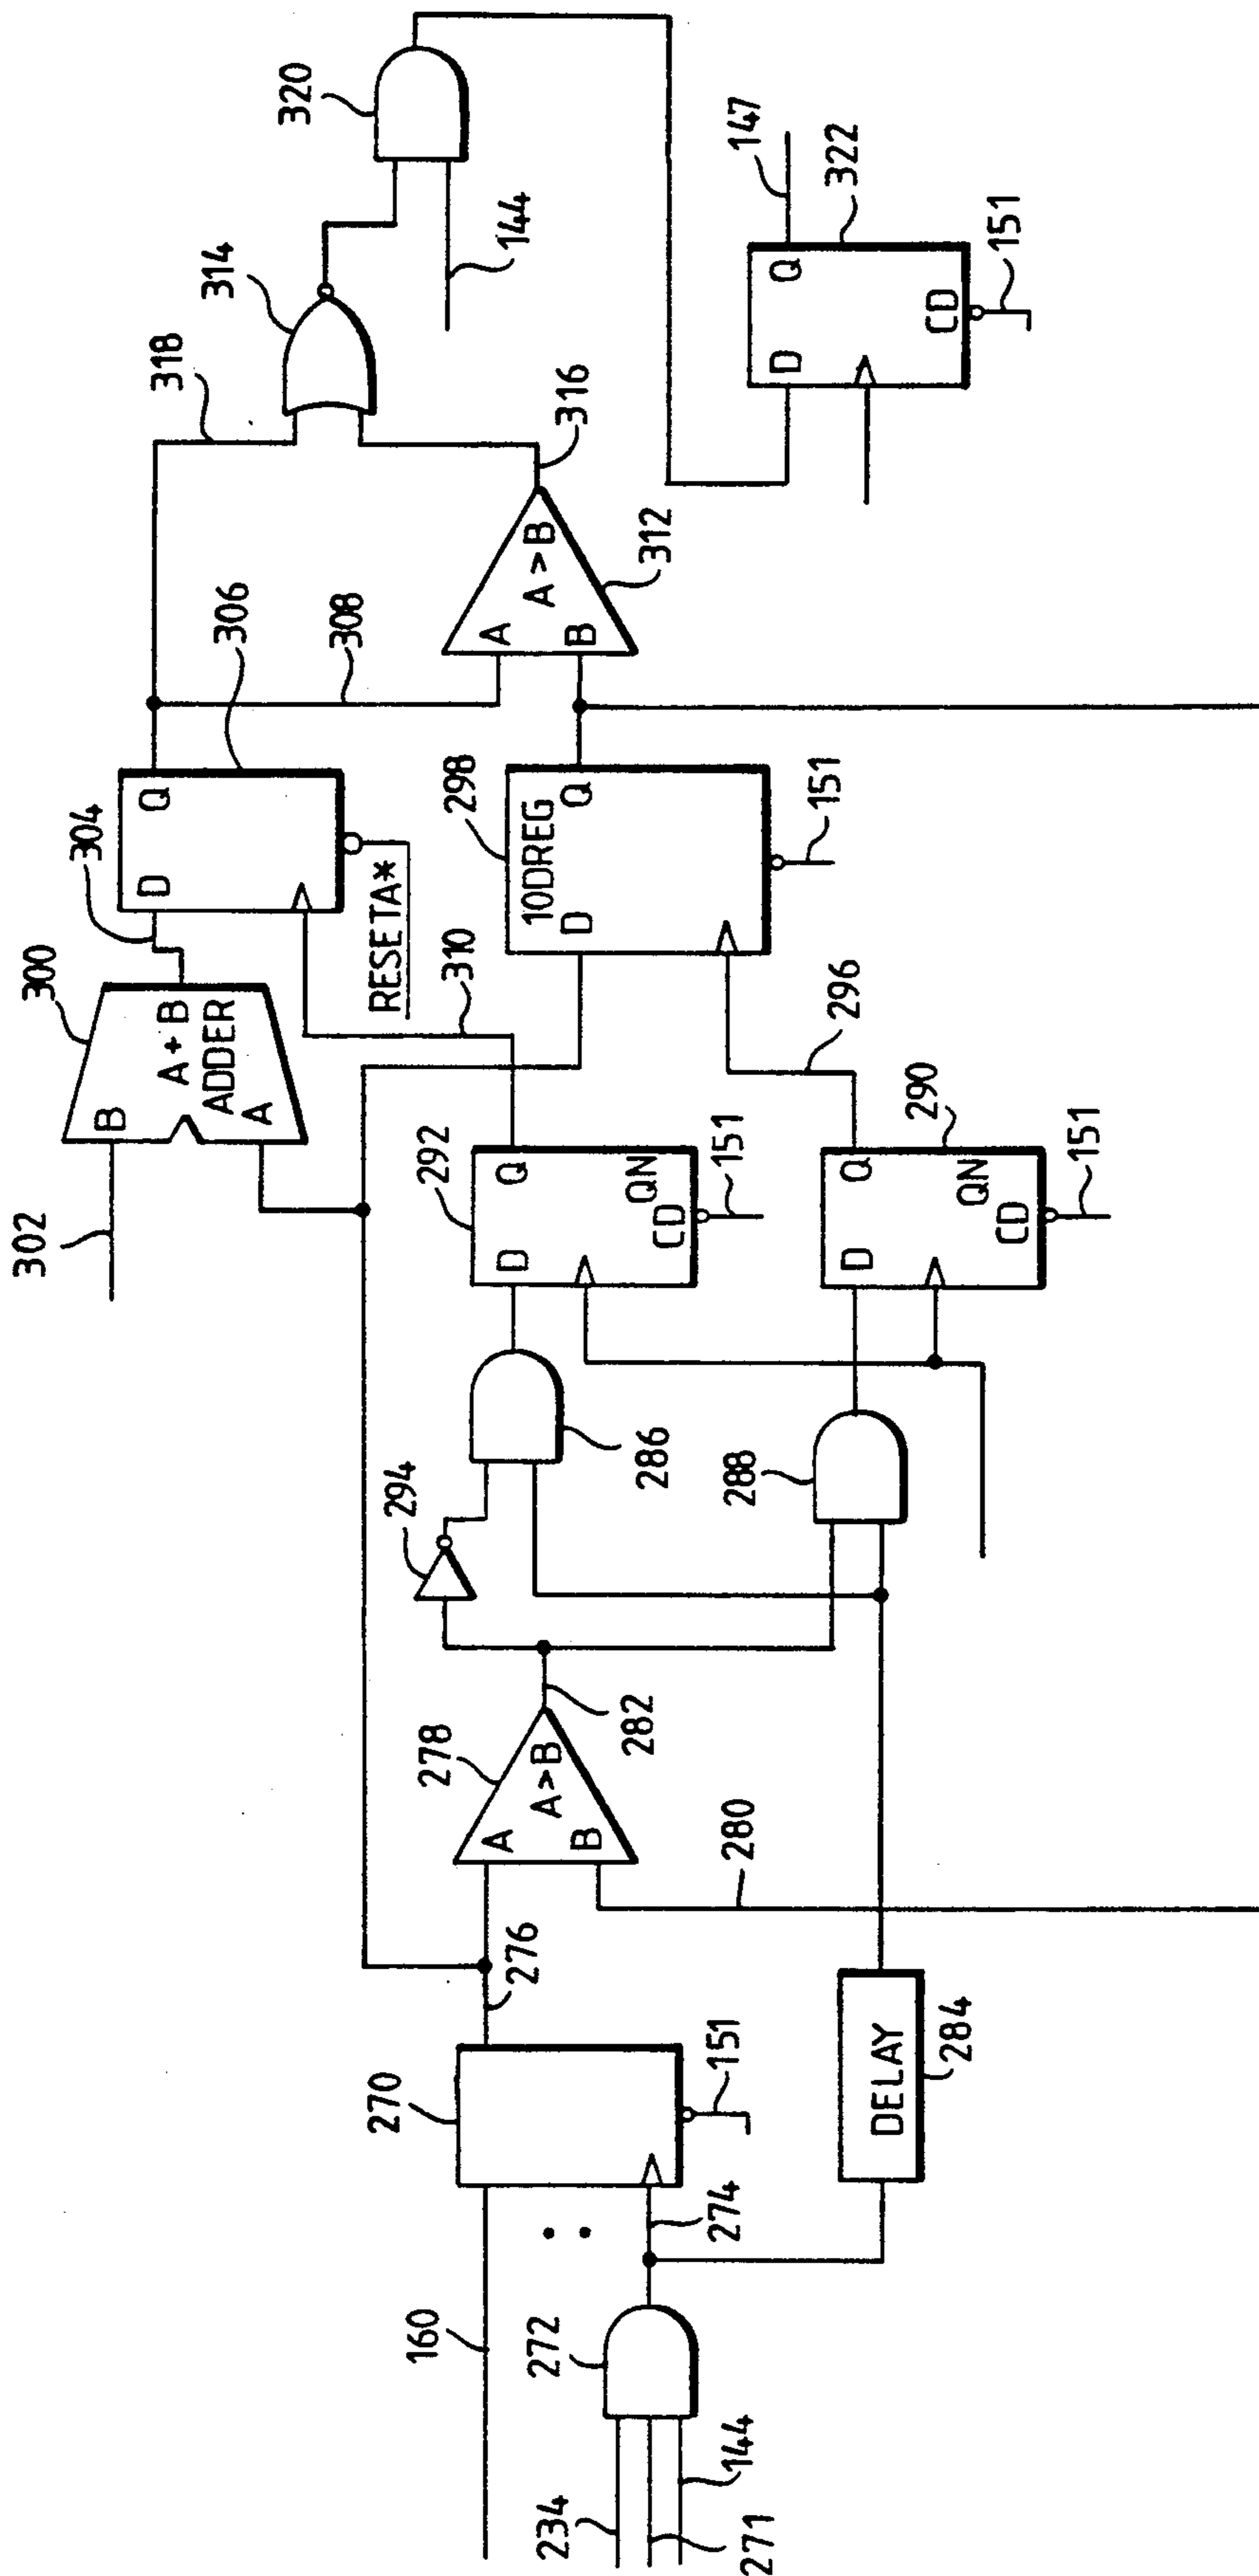 160
234
271
144
272
274
270
151
276
DELAY
284
280
278
A
A>B
B
282
294
286
288
302
300
B
A + B
ADDER
A
304
292
D
Q
QN
CD
151
290
D
Q
QN
CD
151
310
296
D
Q
RESETA*
306
298
10DREG
D
Q
151
308
318
A
A > B
B
312
316
314
144
320
D
Q
CD
151
147
322